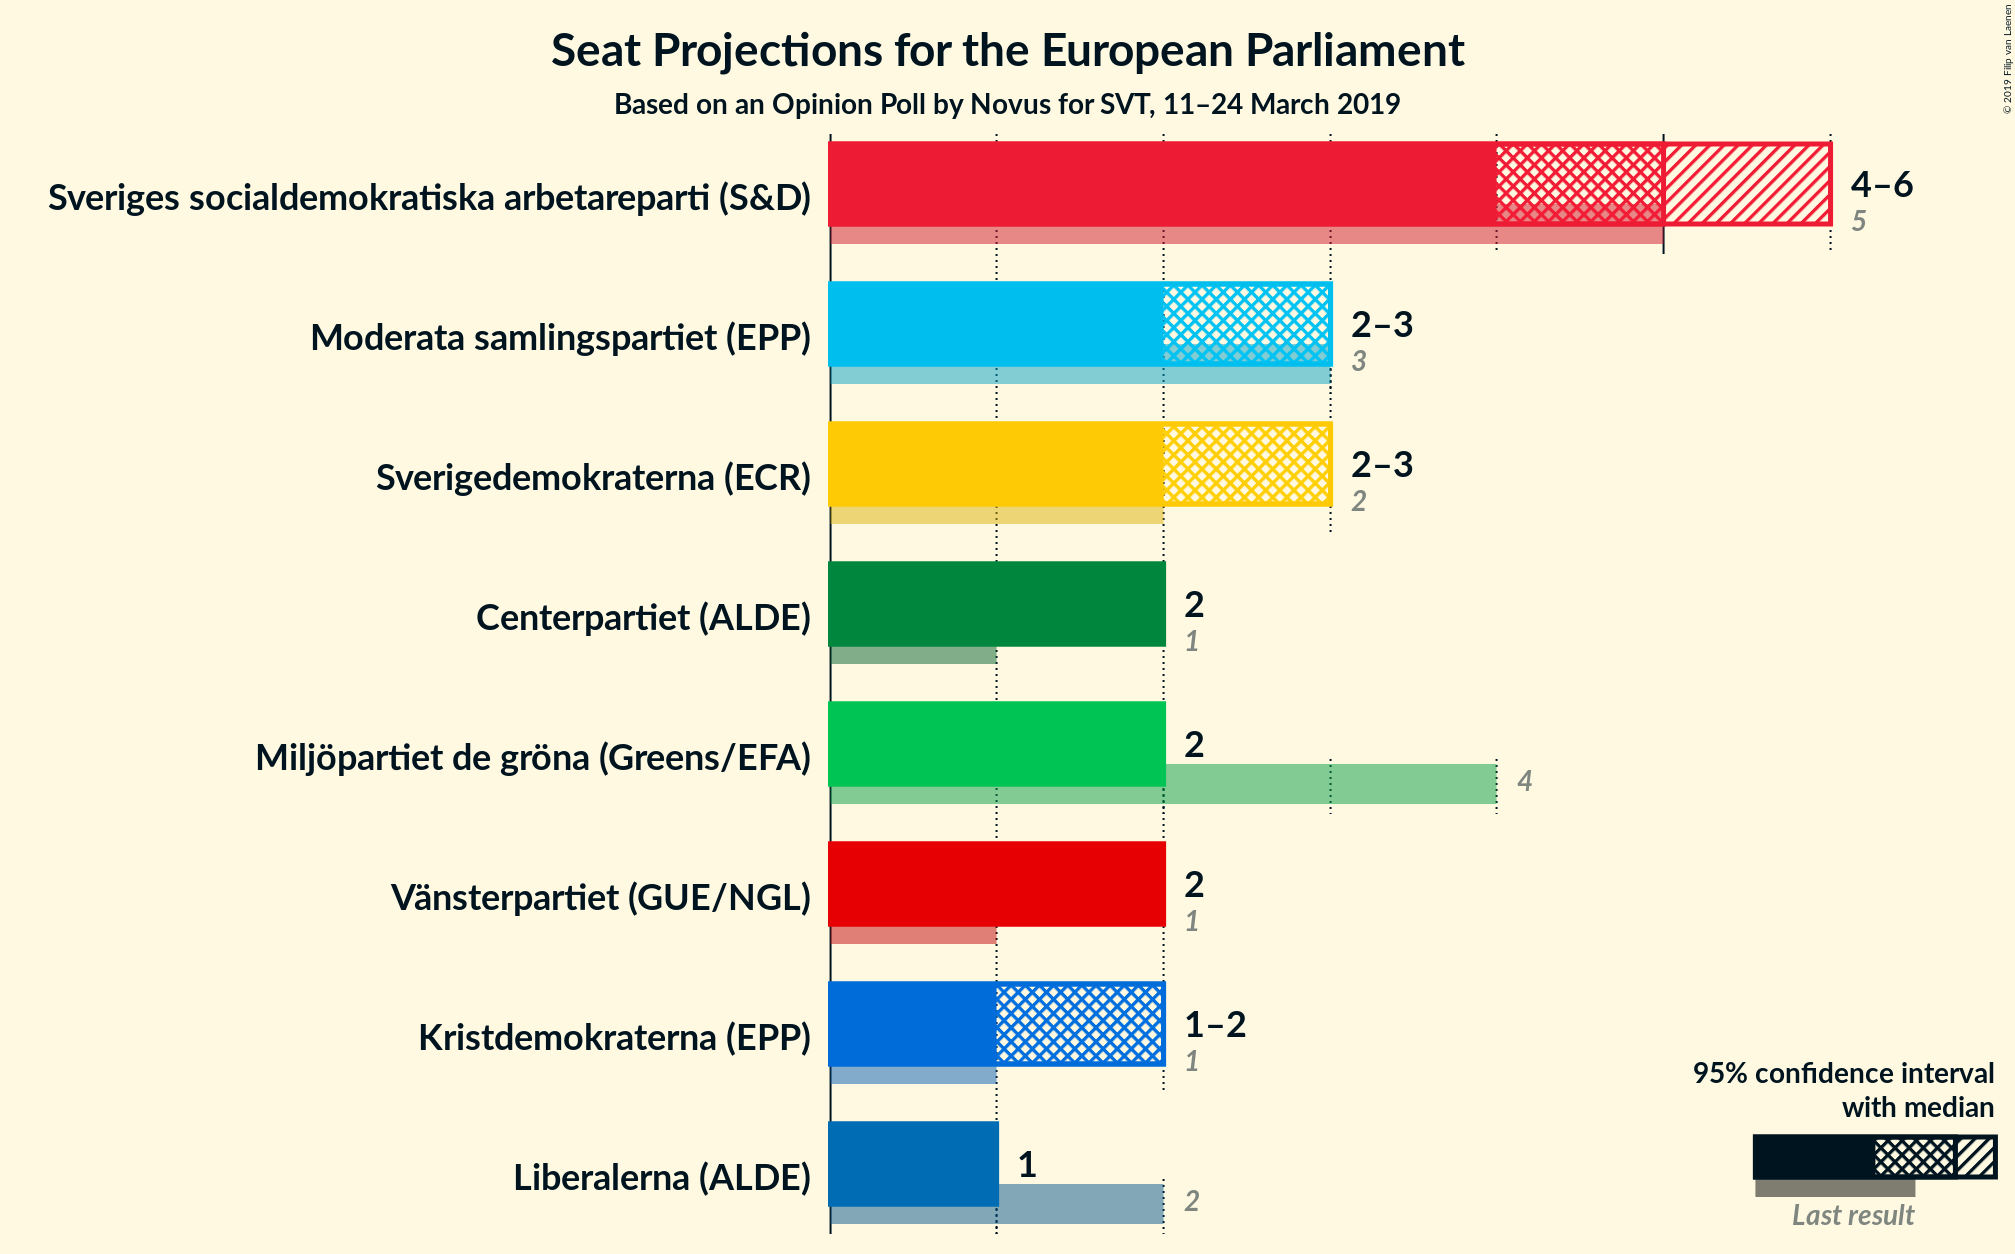 Seat Projections for the European Parliament
Based on an Opinion Poll by Novus for SVT, 11–24 March 2019
© 2019 Filip van Laenen
Sveriges socialdemokratiska arbetareparti (S&D)
4–6
5
Moderata samlingspartiet (EPP)
2–3
3
Sverigedemokraterna (ECR)
2–3
2
Centerpartiet (ALDE)
2
1
Miljöpartiet de gröna (Greens/EFA)
2
4
Vänsterpartiet (GUE/NGL)
2
1
Kristdemokraterna (EPP)
1–2
1
Liberalerna (ALDE)
1
2
95% confidence interval
with median
Last result